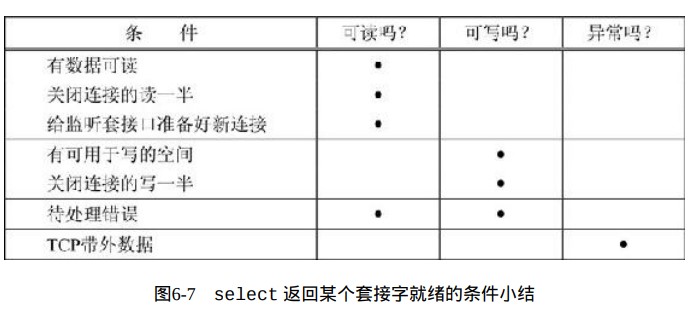 条 件 可读吗? 可写吗? 异常吗?
有数据可读 •
关闭连接的读一半 •
给监听套接口准备好新连接 •
有可用于写的空间 •
关闭连接的写一半 •
待处理错误 • •
TCP带外数据 •
图6-7 select 返回某个套接字就绪的条件小结